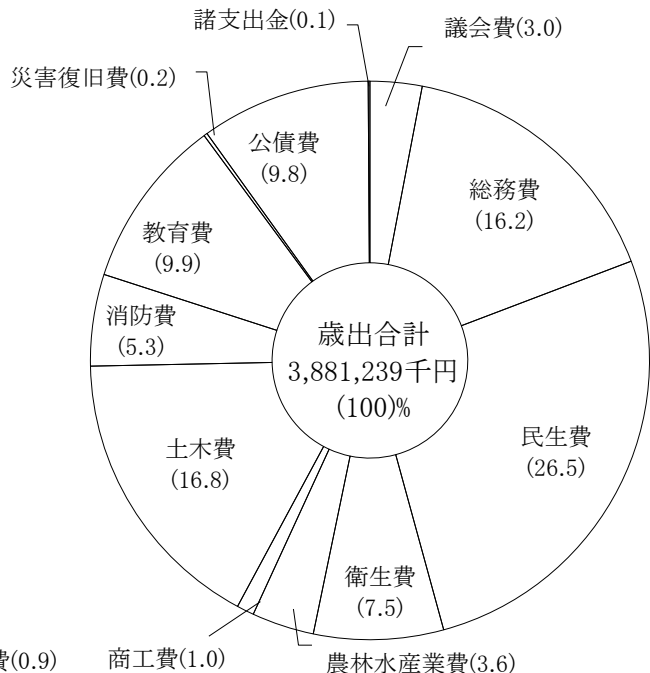 諸支出金(0.1)
議会費(3.0)
災害復旧費(0.2)
公債費
(9.8)
総務費
(16.2)
教育費
(9.9)
消防費
(5.3)
歳出合計
3,881,239千円
(100)%
民生費
(26.5)
土木費
(16.8)
衛生費
(7.5)
費(0.9)
商工費(1.0)
農林水産業費(3.6)